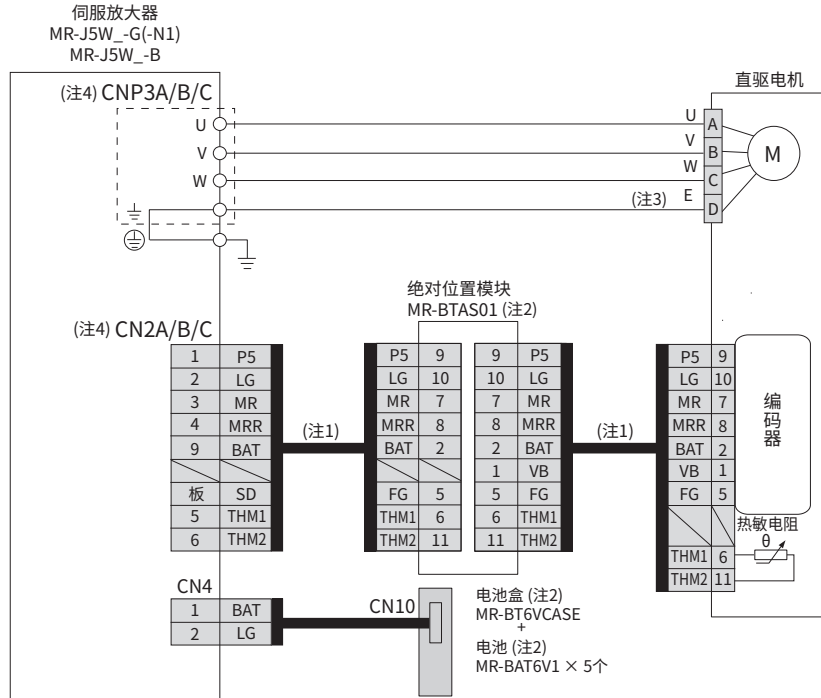 伺服放大器
MR-J5W_-G(-N1)
MR-J5W_-B
直驱电机
(注4) CNP3A/B/C
U
V
W
U
V
W
(注3) E
A
B
C
D
M
绝对位置模块
MR-BTAS01 (注2)
(注4) CN2A/B/C
1 P5
2 LG
3 MR
4 MRR
9 BAT
板 SD
5 THM1
6 THM2
(注1)
P5 9
LG 10
MR 7
MRR 8
BAT 2
FG 5
THM1 6
THM2 11
9 P5
10 LG
7 MR
8 MRR
2 BAT
1 VB
5 FG
6 THM1
11 THM2
(注1)
P5 9
LG 10
MR 7
MRR 8
BAT 2
VB 1
FG 5
THM1 6
THM2 11
编码器
热敏电阻
θ
CN4
1 BAT
2 LG
CN10
电池盒 (注2)
MR-BT6VCASE
+
电池 (注2)
MR-BAT6V1 × 5个